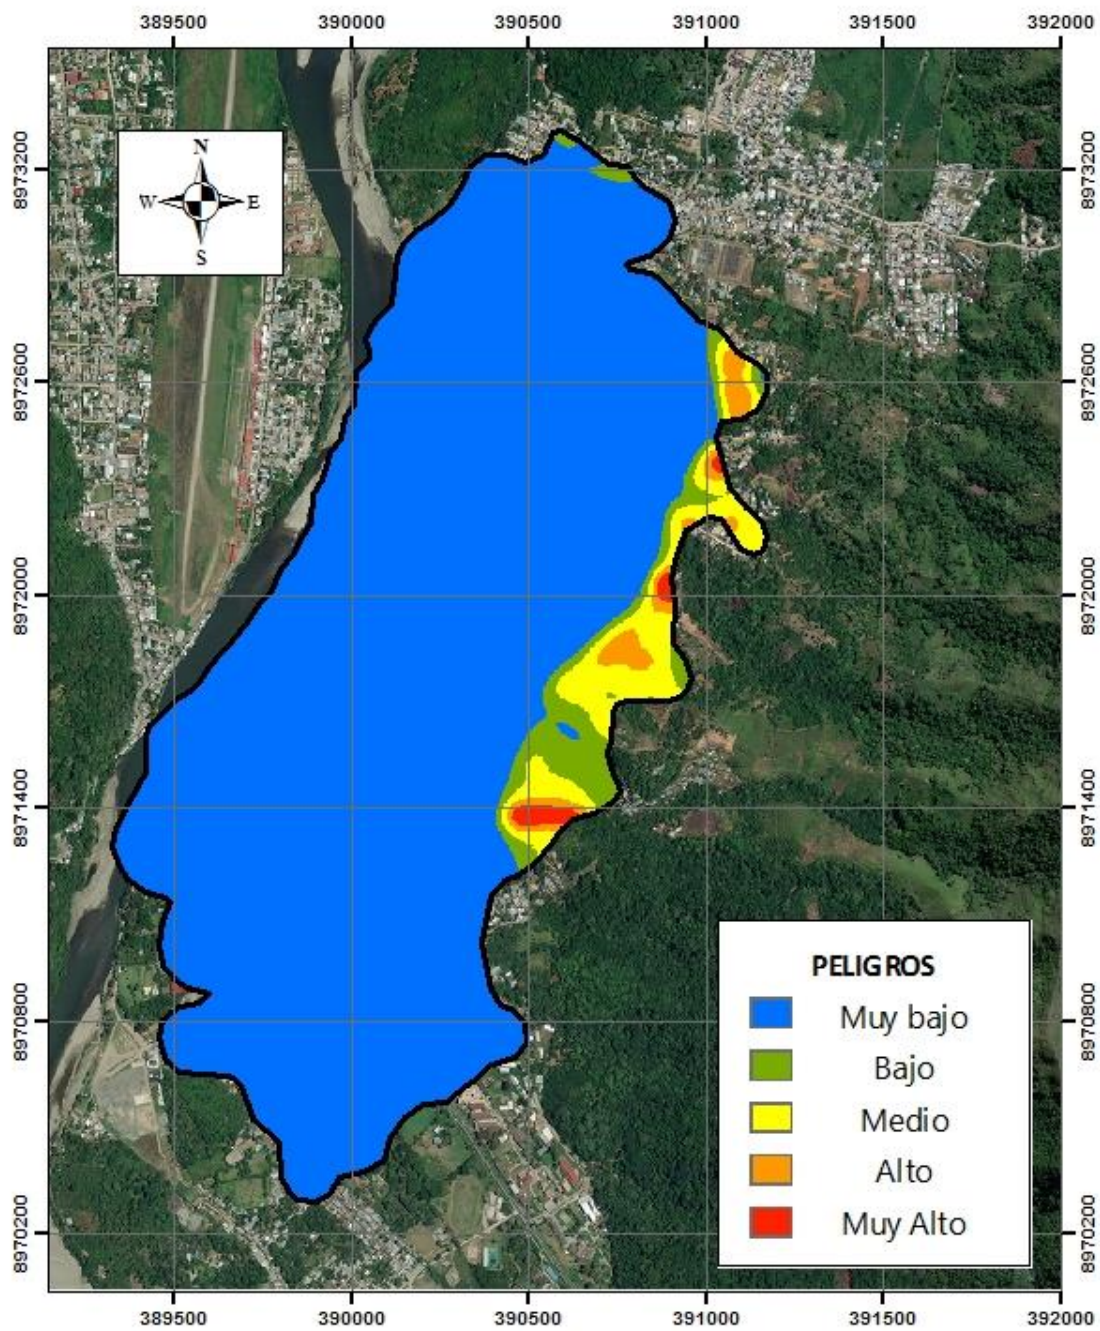 389500 390000 390500 391000 391500 392000
8973200 8973200
N
W E
S
8972600 8972600
8972000 8972000
8971400 8971400
PELIGROS
Muy bajo
8970800 8970800
Bajo
Medio
Alto
Muy Alto
8970200 8970200
389500 390000 390500 391000 391500 392000